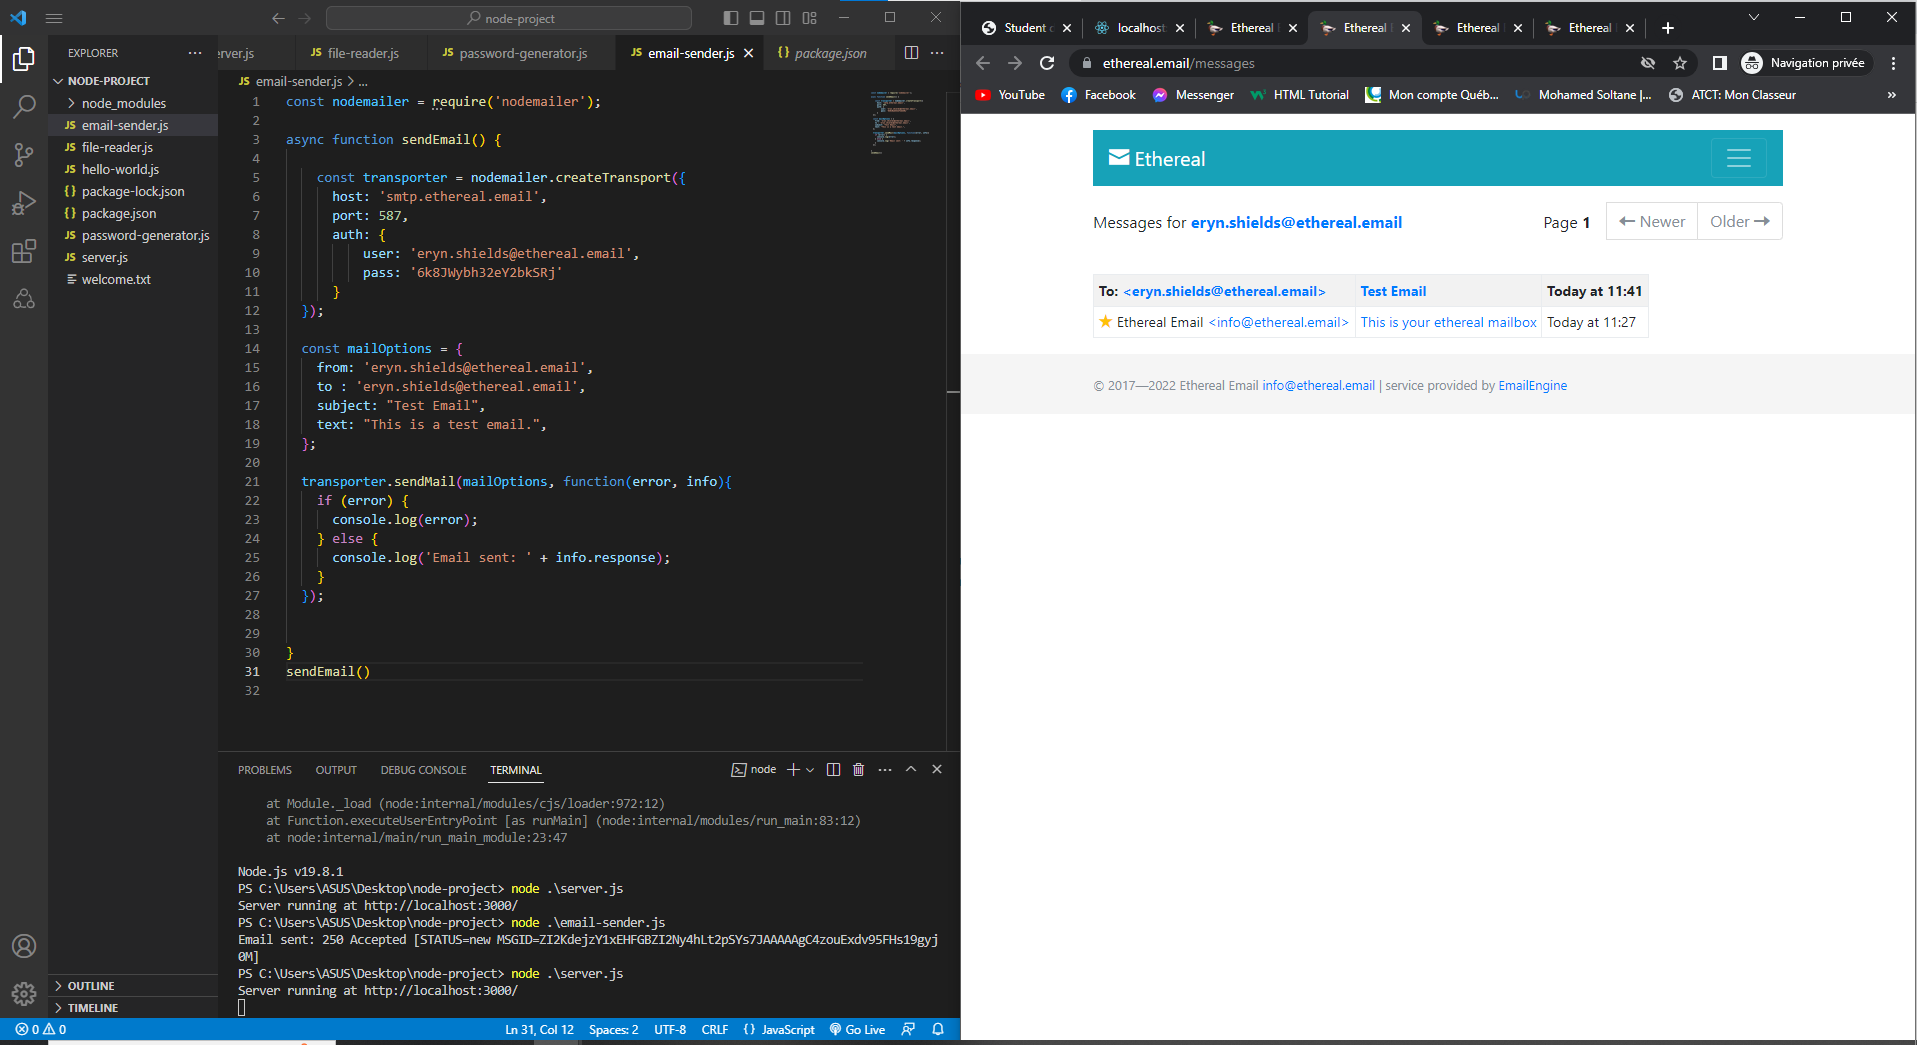 node-project
EXPLORER
NODE-PROJECT
node_modules
JS email-sender.js
JS file-reader.js
JS hello-world.js
{} package-lock.json
{} package.json
JS password-generator.js
JS server.js
welcome.txt
OUTLINE
TIMELINE
erver.js
JS file-reader.js
JS password-generator.js
JS email-sender.js
{} package.json
JS email-sender.js > ...
1 const nodemailer = require('nodemailer');
2
3 async function sendEmail() {
4
5 const transporter = nodemailer.createTransport({
6 host: 'smtp.ethereal.email',
7 port: 587,
8 auth: {
9 user: 'eryn.shields@ethereal.email',
10 pass: '6k8JWybh32eY2bkSRj'
11 }
12 });
13
14 const mailOptions = {
15 from: 'eryn.shields@ethereal.email',
16 to : 'eryn.shields@ethereal.email',
17 subject: "Test Email",
18 text: "This is a test email.",
19 };
20
21 transporter.sendMail(mailOptions, function(error, info){
22 if (error) {
23 console.log(error);
24 } else {
25 console.log('Email sent: ' + info.response);
26 }
27 });
28
29
30 }
31 sendEmail()
32
PROBLEMS OUTPUT DEBUG CONSOLE TERMINAL node
at Module._load (node:internal/modules/cjs/loader:972:12)
at Function.executeUserEntryPoint [as runMain] (node:internal/modules/run_main:83:12)
at node:internal/main/run_main_module:23:47
Node.js v19.8.1
PS C:\Users\ASUS\Desktop\node-project> node .\server.js
Server running at http://localhost:3000/
PS C:\Users\ASUS\Desktop\node-project> node .\email-sender.js
Email sent: 250 Accepted [STATUS=new MSGID=ZI2KdejzY1xEHFGBZI2Ny4hLt2pSYs7JAAAAAgC4zouExdv95FHs19gyj
0M]
PS C:\Users\ASUS\Desktop\node-project> node .\server.js
Server running at http://localhost:3000/
0 0 Ln 31, Col 12 Spaces: 2 UTF-8 CRLF {} JavaScript Go Live
Student c
localhost:
Ethereal
Ethereal
Ethereal
Ethereal
ethereal.email/messages
Navigation privée
YouTube
Facebook
Messenger
HTML Tutorial
Mon compte Québ...
Mohamed Soltane |...
ATCT: Mon Classeur
»
Ethereal
Messages for eryn.shields@ethereal.email
Page 1 ← Newer Older →
To: <eryn.shields@ethereal.email> Test Email Today at 11:41
Ethereal Email <info@ethereal.email> This is your ethereal mailbox Today at 11:27
© 2017—2022 Ethereal Email info@ethereal.email | service provided by EmailEngine